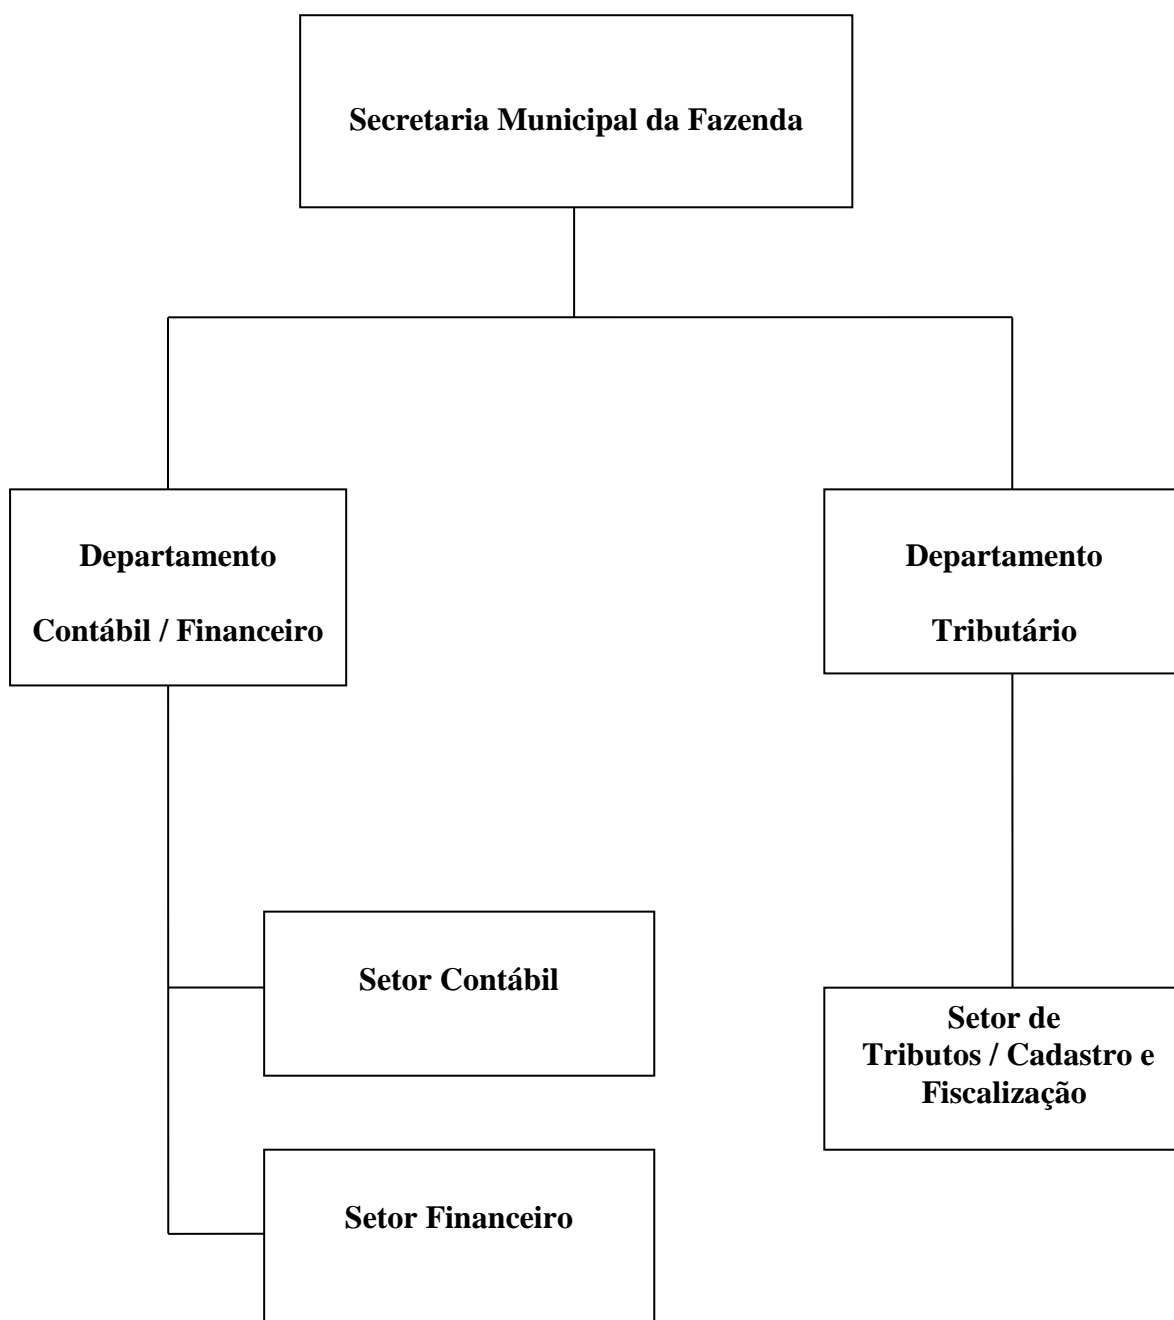 Secretaria Municipal da Fazenda
Departamento
Contábil / Financeiro
Departamento
Tributário
Setor Contábil
Setor de
Tributos / Cadastro e
Fiscalização
Setor Financeiro